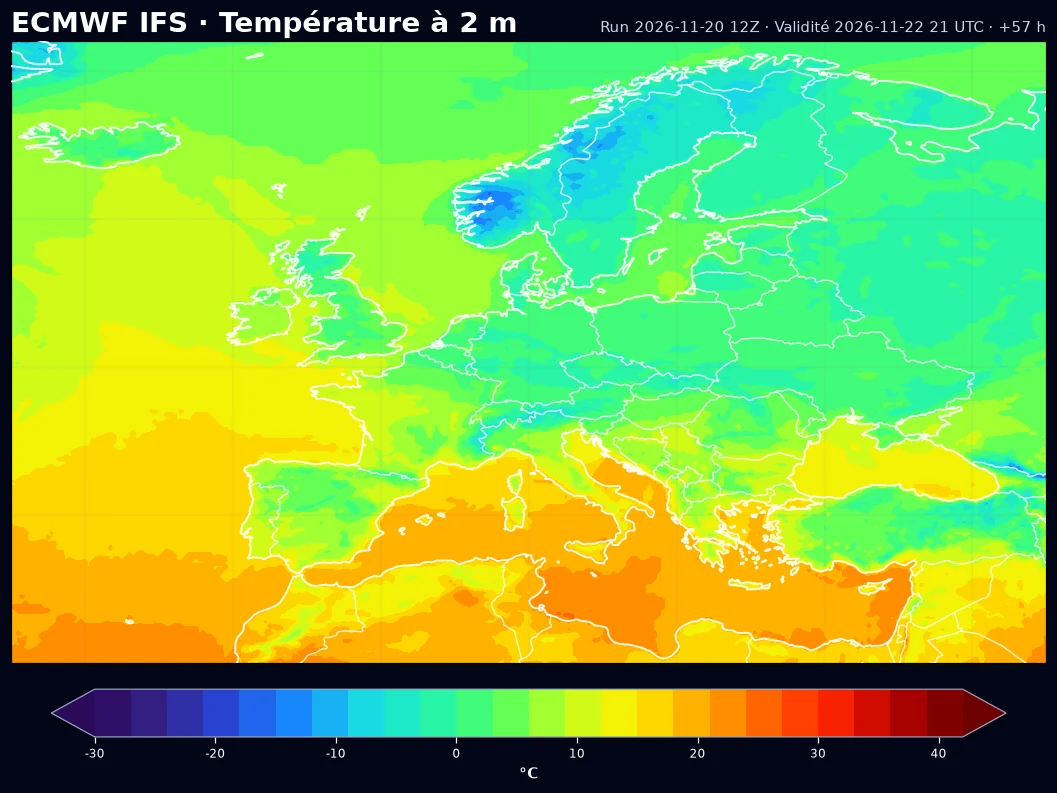 ECMWF IFS · Température à 2 m
Run 2026-11-20 12Z · Validité 2026-11-22 21 UTC · +57 h
-30 -20 -10 0 10 20 30 40
°C